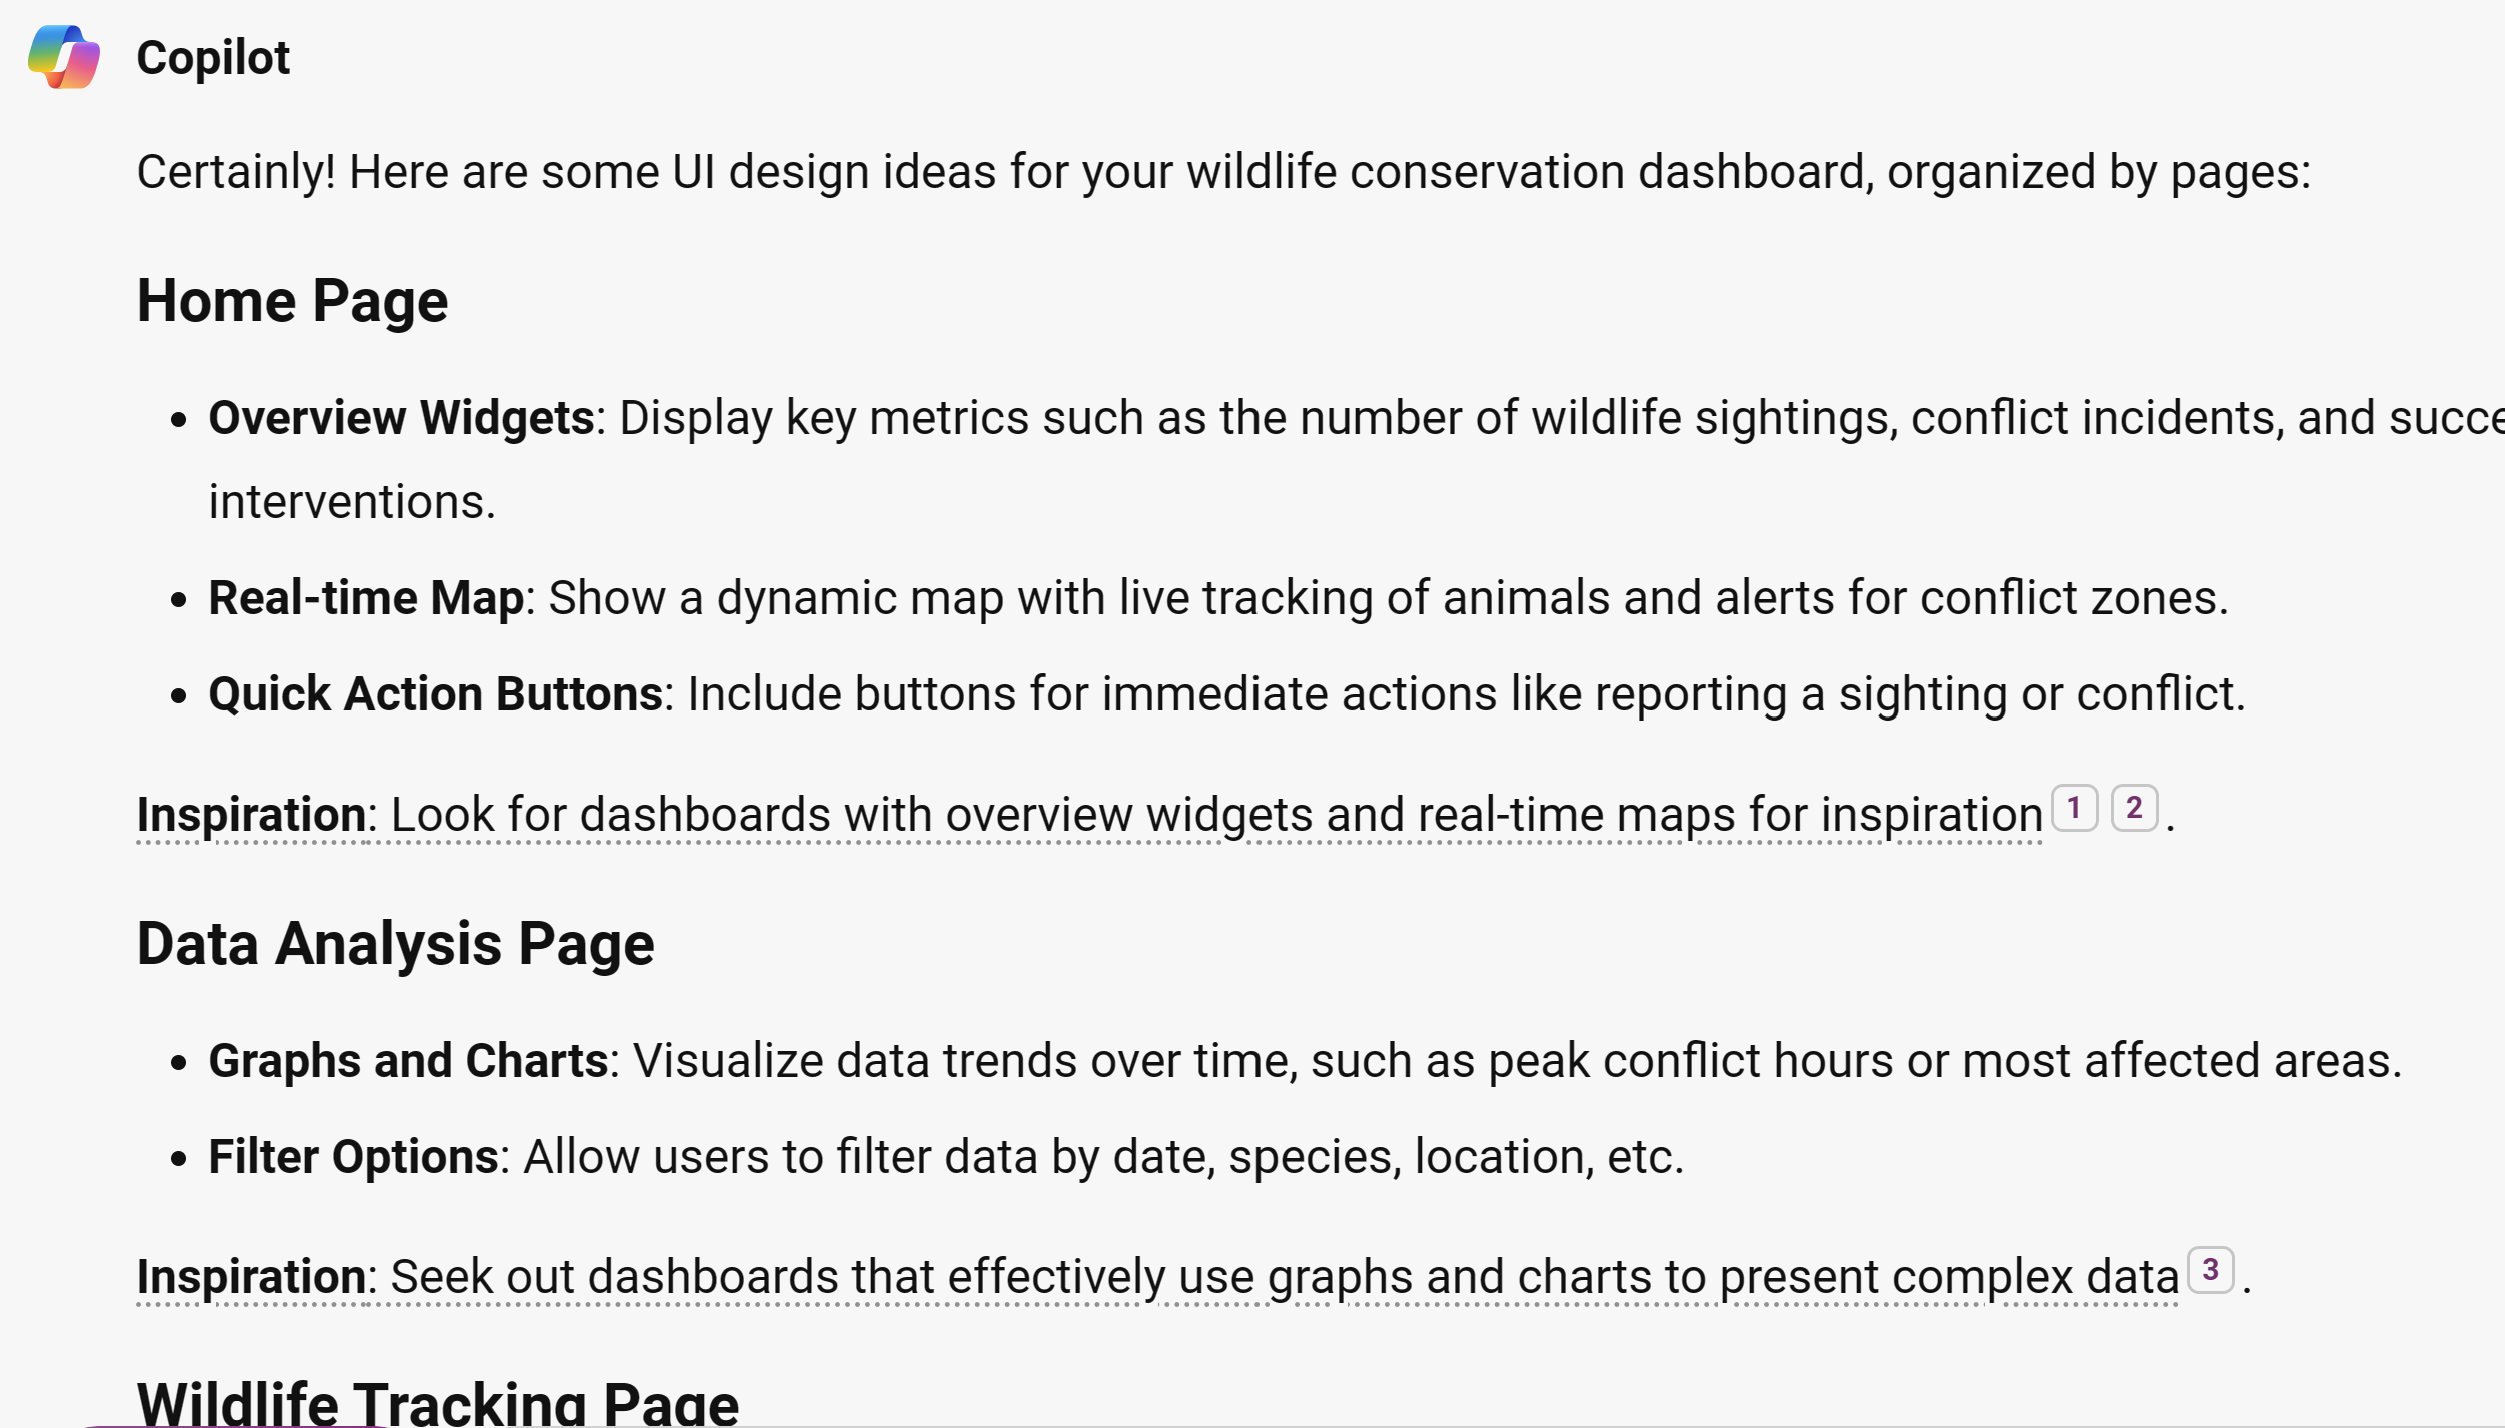 Copilot
Certainly! Here are some UI design ideas for your wildlife conservation dashboard, organized by pages:
Home Page
• Overview Widgets: Display key metrics such as the number of wildlife sightings, conflict incidents, and
interventions.
• Real-time Map: Show a dynamic map with live tracking of animals and alerts for conflict zones.
• Quick Action Buttons: Include buttons for immediate actions like reporting a sighting or conflict.
Inspiration: Look for dashboards with overview widgets and real-time maps for inspiration 1 2 .
Data Analysis Page
• Graphs and Charts: Visualize data trends over time, such as peak conflict hours or most affected areas.
• Filter Options: Allow users to filter data by date, species, location, etc.
Inspiration: Seek out dashboards that effectively use graphs and charts to present complex data 3 .
Wildlife Tracking Page